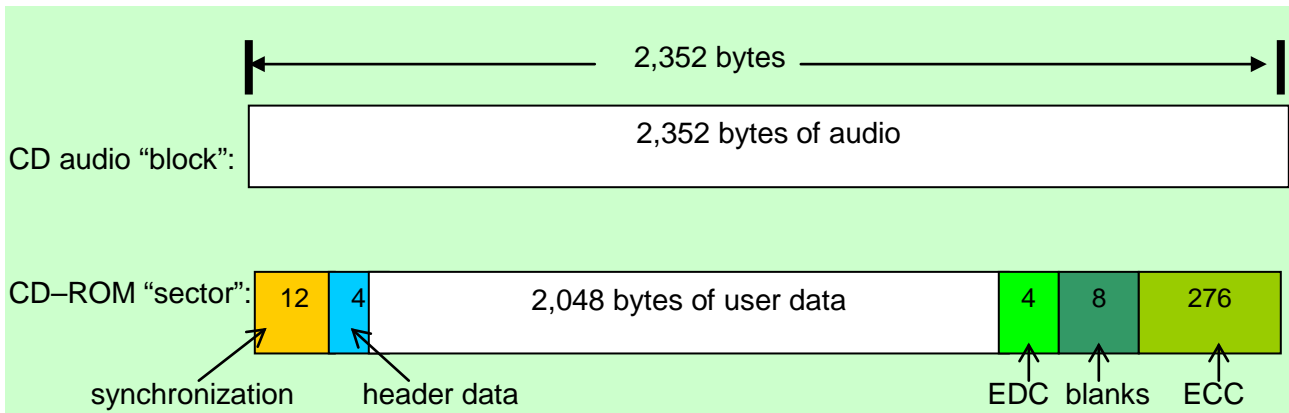 2,352 bytes
2,352 bytes of audio
CD audio “block”:
CD–ROM “sector”:
12
4
2,048 bytes of user data
4
8
276
synchronization
header data
EDC
blanks
ECC